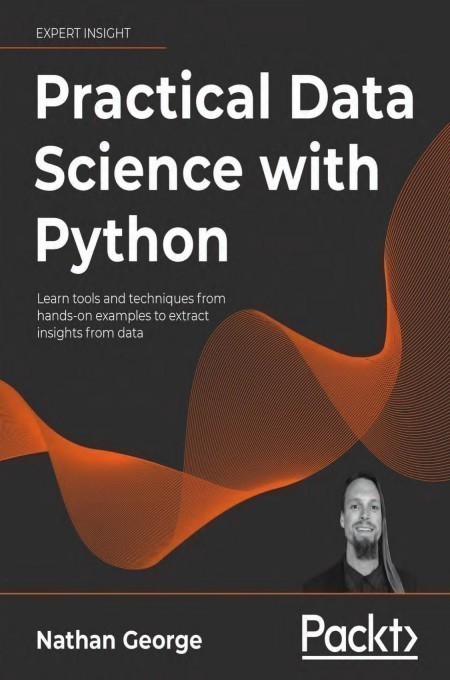 EXPERT INSIGHT
Practical Data
Science with
Python
Learn tools and techniques from
hands-on examples to extract
insights from data
Nathan George
Packt>